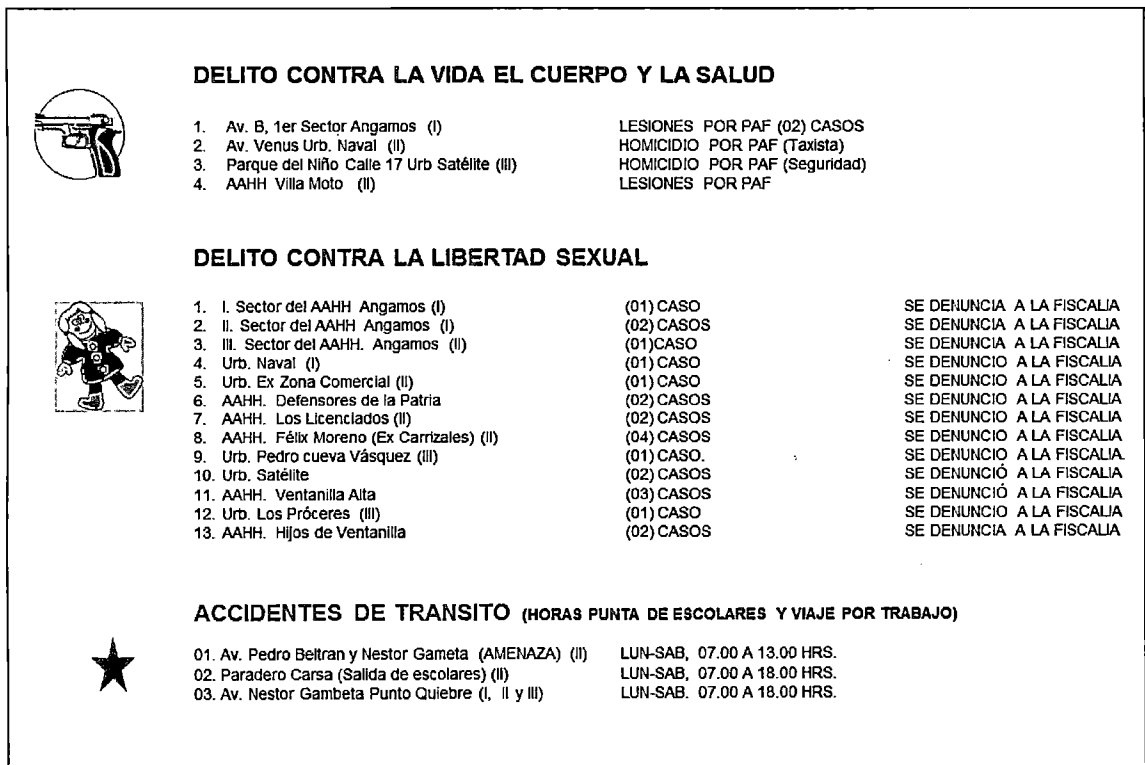 DELITO CONTRA LA VIDA EL CUERPO Y LA SALUD
1. Av. B, 1er Sector Angamos (I) LESIONES POR PAF (02) CASOS
2. Av. Venus Urb. Naval (II) HOMICIDIO POR PAF (Taxista)
3. Parque del Niño Calle 17 Urb Satélite (III) HOMICIDIO POR PAF (Seguridad)
4. AAHH Villa Moto (II) LESIONES POR PAF
DELITO CONTRA LA LIBERTAD SEXUAL
1. I. Sector del AAHH Angamos (I) (01) CASO SE DENUNCIA A LA FISCALIA
2. II. Sector del AAHH Angamos (I) (02) CASOS SE DENUNCIA A LA FISCALIA
3. III. Sector del AAHH. Angamos (II) (01)CASO SE DENUNCIA A LA FISCALIA
4. Urb. Naval (I) (01) CASO SE DENUNCIO A LA FISCALIA
5. Urb. Ex Zona Comercial (II) (01) CASO SE DENUNCIO A LA FISCALIA
6. AAHH. Defensores de la Patria (02) CASOS SE DENUNCIO A LA FISCALIA
7. AAHH. Los Licenciados (II) (02) CASOS SE DENUNCIO A LA FISCALIA
8. AAHH. Félix Moreno (Ex Carrizales) (II) (04) CASOS SE DENUNCIO A LA FISCALIA
9. Urb. Pedro cueva Vásquez (III) (01) CASO. SE DENUNCIO A LA FISCALIA.
10. Urb. Satélite (02) CASOS SE DENUNCIÓ A LA FISCALIA
11. AAHH. Ventanilla Alta (03) CASOS SE DENUNCIÓ A LA FISCALIA
12. Urb. Los Próceres (III) (01) CASO SE DENUNCIO A LA FISCALIA
13. AAHH. Hijos de Ventanilla (02) CASOS SE DENUNCIA A LA FISCALIA
ACCIDENTES DE TRANSITO (HORAS PUNTA DE ESCOLARES Y VIAJE POR TRABAJO)
01. Av. Pedro Beltran y Nestor Gameta (AMENAZA) (II) LUN-SAB, 07.00 A 13.00 HRS.
02. Paradero Carsa (Salida de escolares) (II) LUN-SAB, 07.00 A 18.00 HRS.
03. Av. Nestor Gambeta Punto Quiebre (I, II y III) LUN-SAB. 07.00 A 18.00 HRS.